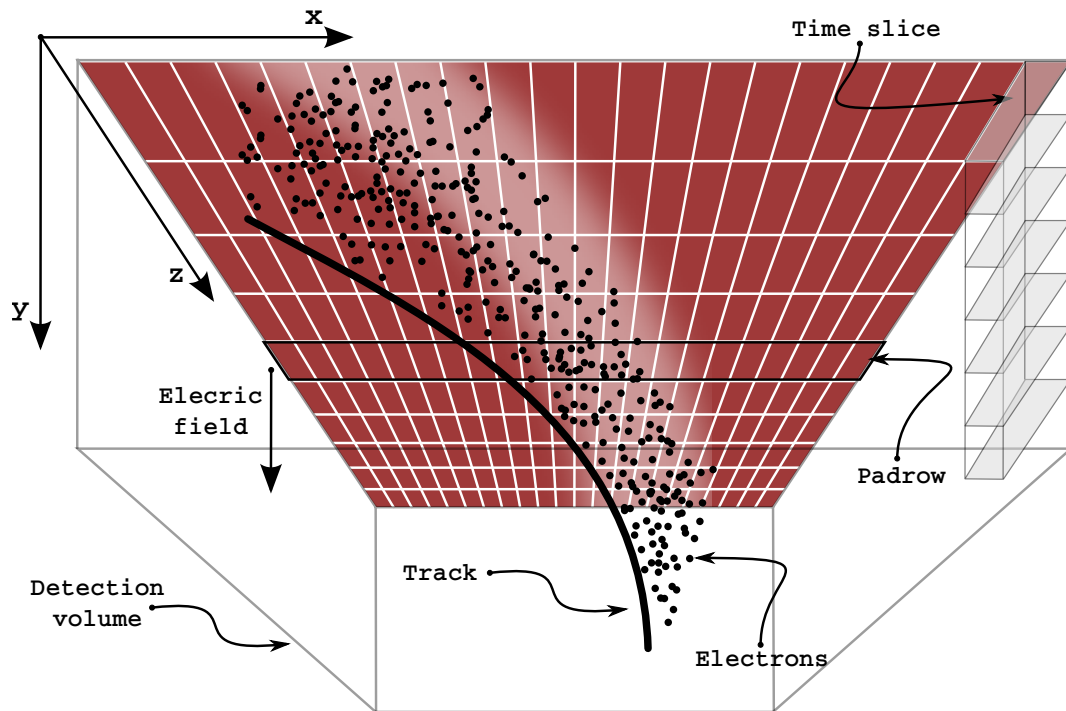 x
Time slice
z
y
Elecric
field
Padrow
Track
Detection
volume
Electrons